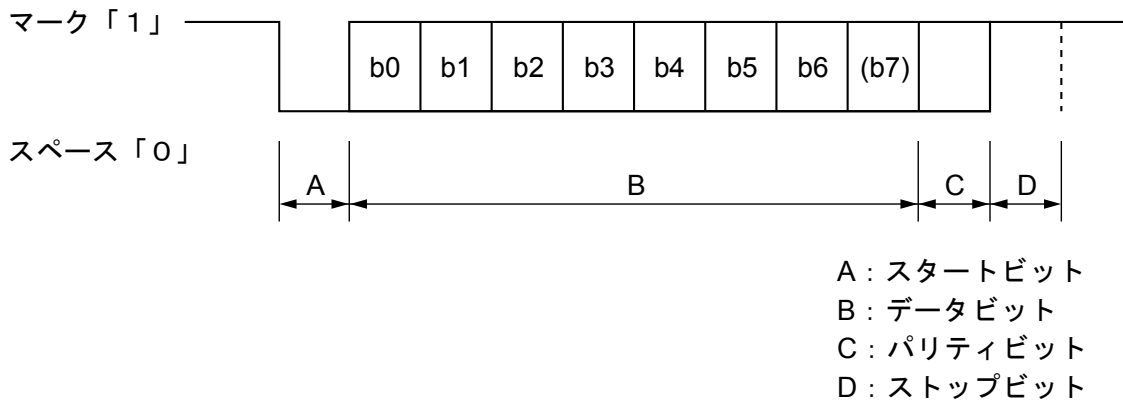 マーク「1」
b0 b1 b2 b3 b4 b5 b6 (b7)
スペース「0」
A B C D
A:スタートビット
B:データビット
C:パリティビット
D:ストップビット